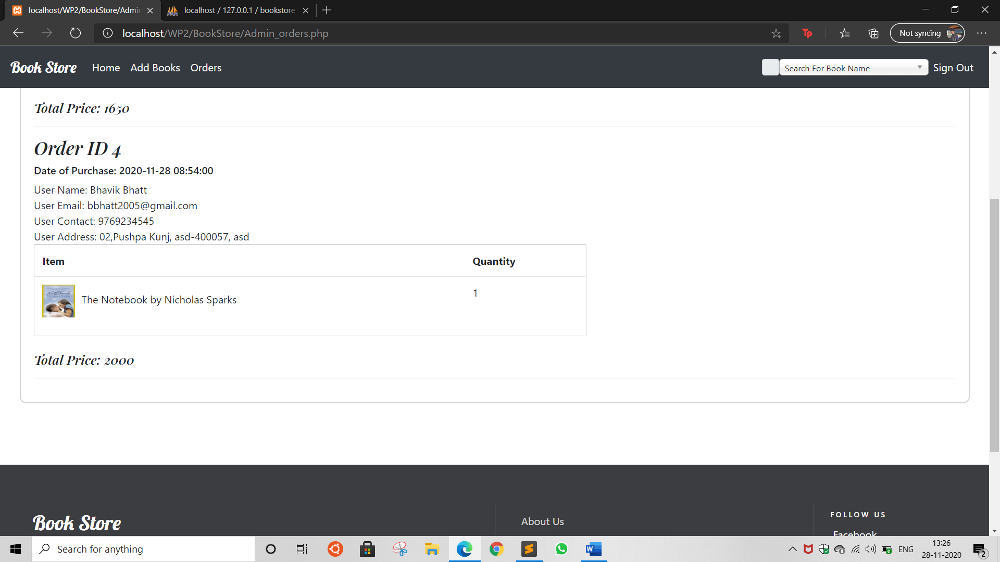 localhost/WP2/BookStore/Admin
localhost / 127.0.0.1 / bookstore
localhost/WP2/BookStore/Admin_orders.php
Not syncing
Book Store Home Add Books Orders Search For Book Name Sign Out
Total Price: 1650
Order ID 4
Date of Purchase: 2020-11-28 08:54:00
User Name: Bhavik Bhatt
User Email: bbhatt2005@gmail.com
User Contact: 9769234545
User Address: 02,Pushpa Kunj, asd-400057, asd
Item Quantity
Notebook
The Notebook by Nicholas Sparks 1
Total Price: 2000
Book Store
About Us
FOLLOW US
Facebook
Search for anything
ENG
13:26
28-11-2020
2